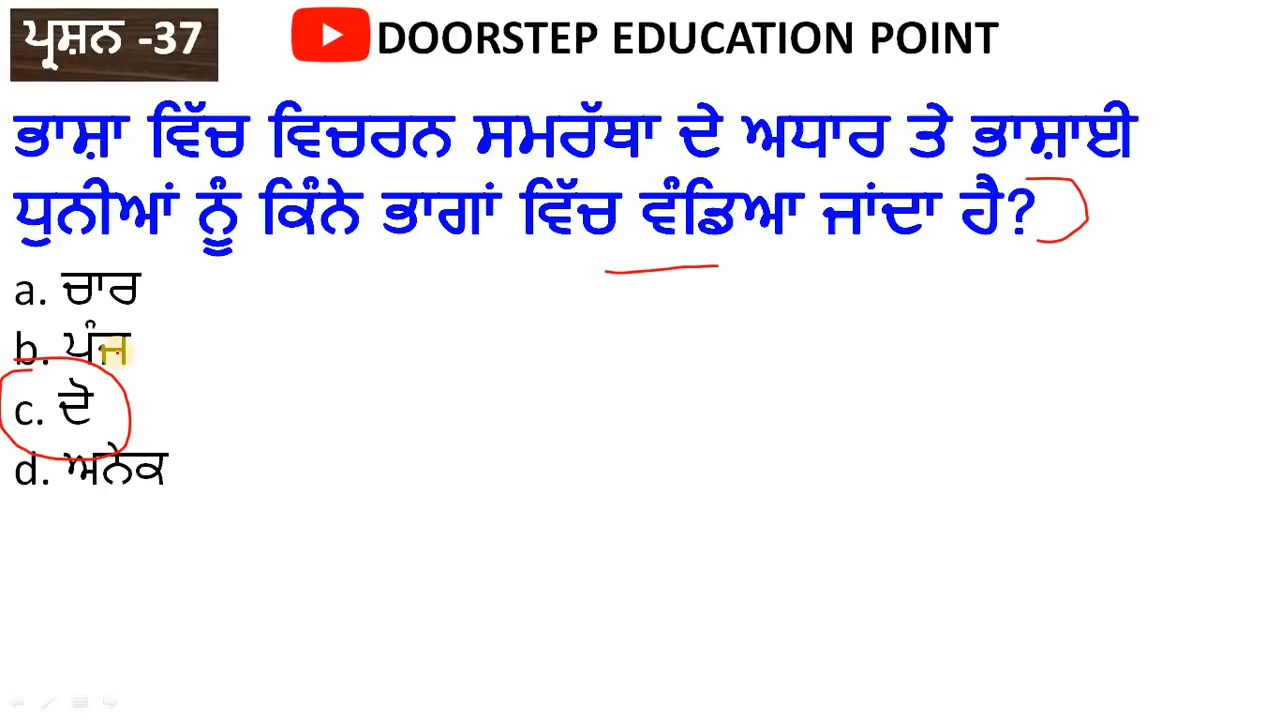 ਪ੍ਰਸ਼ਨ -37
DOORSTEP EDUCATION POINT
ਭਾਸ਼ਾ ਵਿੱਚ ਵਿਚਰਨ ਸਮਰੱਥਾ ਦੇ ਅਧਾਰ ਤੇ ਭਾਸ਼ਾਈ
ਧੁਨੀਆਂ ਨੂੰ ਕਿੰਨੇ ਭਾਗਾਂ ਵਿੱਚ ਵੰਡਿਆ ਜਾਂਦਾ ਹੈ?
a. ਚਾਰ
b. ਪੰਜ
c. ਦੋ
d. ਅਨੇਕ